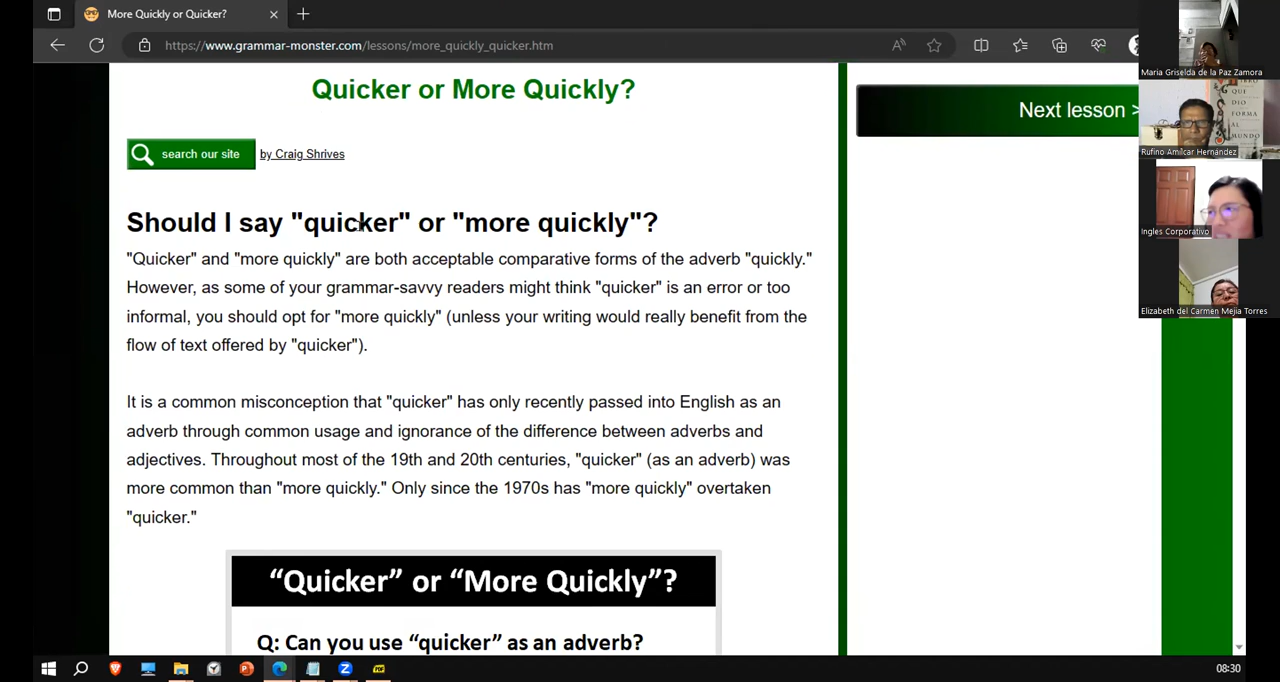 More Quickly or Quicker?
https://www.grammar-monster.com/lessons/more_quickly_quicker.htm
Quicker or More Quickly?
Next lesson >
search our site
by Craig Shrives
Should I say "quicker" or "more quickly"?
"Quicker" and "more quickly" are both acceptable comparative forms of the adverb "quickly."
However, as some of your grammar-savvy readers might think "quicker" is an error or too
informal, you should opt for "more quickly" (unless your writing would really benefit from the
flow of text offered by "quicker").
It is a common misconception that "quicker" has only recently passed into English as an
adverb through common usage and ignorance of the difference between adverbs and
adjectives. Throughout most of the 19th and 20th centuries, "quicker" (as an adverb) was
more common than "more quickly." Only since the 1970s has "more quickly" overtaken
"quicker."
“Quicker” or “More Quickly”?
Q: Can you use “quicker” as an adverb?
Maria Griselda de la Paz Zamora
QUI
DIO
FORMA
AL
MUNDO
Rufino Amílcar Hernández
Ingles Corporativo
Elizabeth del Carmen Mejia Torres
08:30